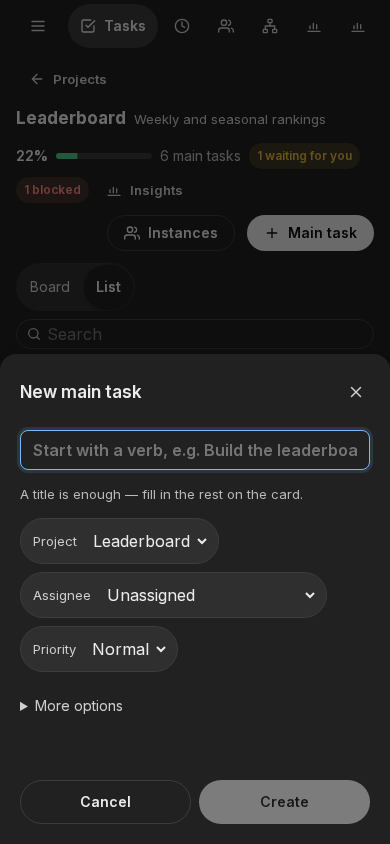 Tasks
Projects
Leaderboard Weekly and seasonal rankings
22% 6 main tasks 1 waiting for you
1 blocked Insights
Instances Main task
Board List
Search
New main task
Start with a verb, e.g. Build the leaderboa
A title is enough — fill in the rest on the card.
Project Leaderboard
Assignee Unassigned
Priority Normal
More options
Cancel Create